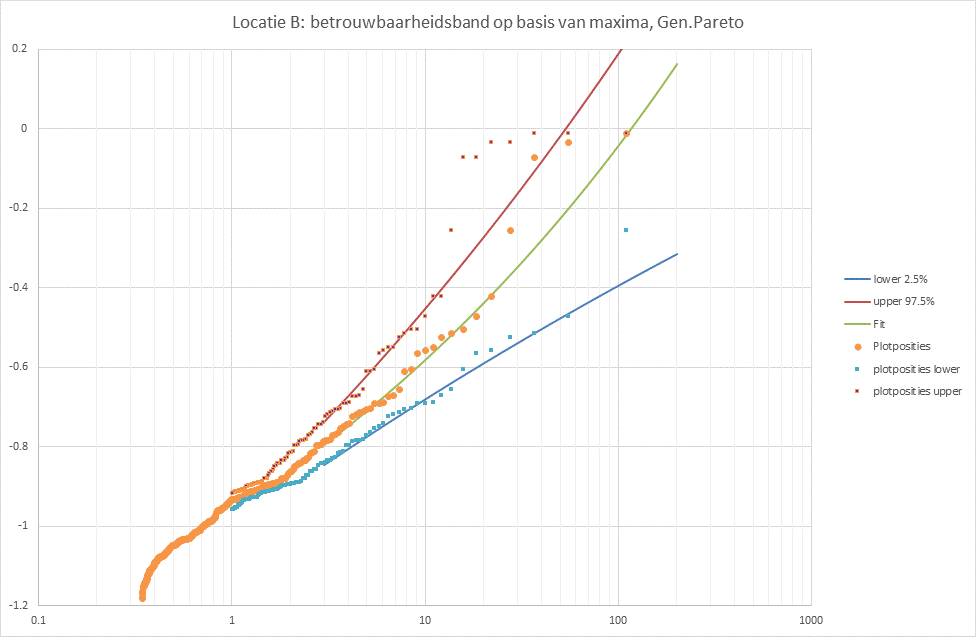 Locatie B: betrouwbaarheidsband op basis van maxima, Gen.Pareto
0.2
0
-0.2
-0.4
-0.6
-0.8
-1
-1.2
0.1
1
10
100
1000
lower 2.5%
upper 97.5%
Fit
Plotposities
plotposities lower
plotposities upper